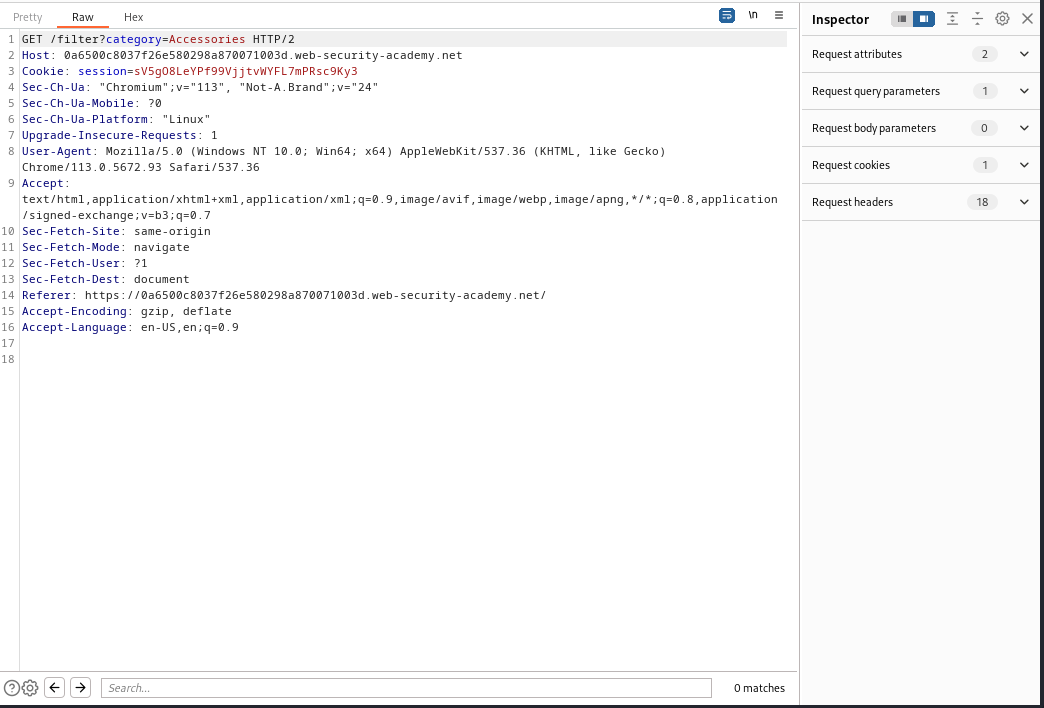 Pretty Raw Hex
\n
1 GET /filter?category=Accessories HTTP/2
2 Host: 0a6500c8037f26e580298a870071003d.web-security-academy.net
3 Cookie: session=sV5gO8LeYPf99VjjtvWYFL7mPRsc9Ky3
4 Sec-Ch-Ua: "Chromium";v="113", "Not-A.Brand";v="24"
5 Sec-Ch-Ua-Mobile: ?0
6 Sec-Ch-Ua-Platform: "Linux"
7 Upgrade-Insecure-Requests: 1
8 User-Agent: Mozilla/5.0 (Windows NT 10.0; Win64; x64) AppleWebKit/537.36 (KHTML, like Gecko)
Chrome/113.0.5672.93 Safari/537.36
9 Accept:
text/html,application/xhtml+xml,application/xml;q=0.9,image/avif,image/webp,image/apng,*/*;q=0.8,application
/signed-exchange;v=b3;q=0.7
10 Sec-Fetch-Site: same-origin
11 Sec-Fetch-Mode: navigate
12 Sec-Fetch-User: ?1
13 Sec-Fetch-Dest: document
14 Referer: https://0a6500c8037f26e580298a870071003d.web-security-academy.net/
15 Accept-Encoding: gzip, deflate
16 Accept-Language: en-US,en;q=0.9
17
18
Search...
0 matches
Inspector
Request attributes 2
Request query parameters 1
Request body parameters 0
Request cookies 1
Request headers 18